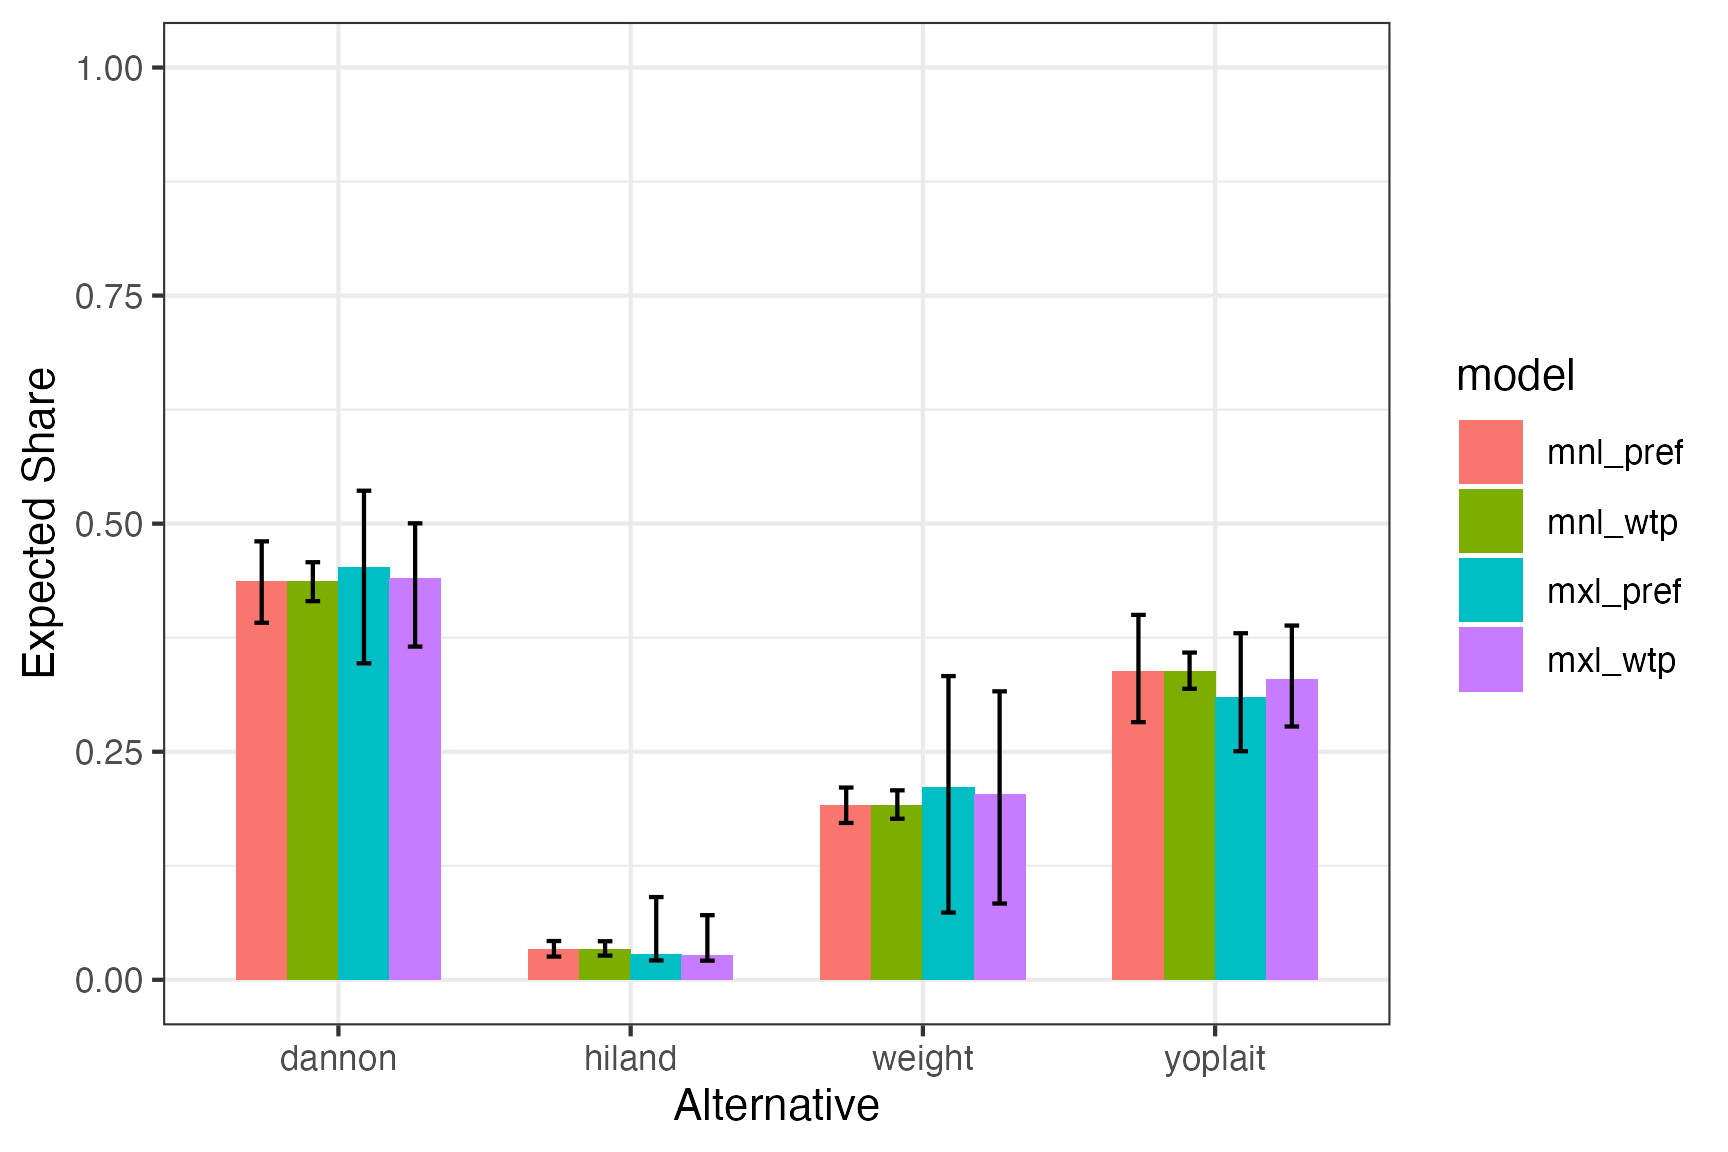 Expected Share
1.00
0.75
0.50
0.25
0.00
dannon
hiland
weight
yoplait
Alternative
model
mnl_pref
mnl_wtp
mxl_pref
mxl_wtp